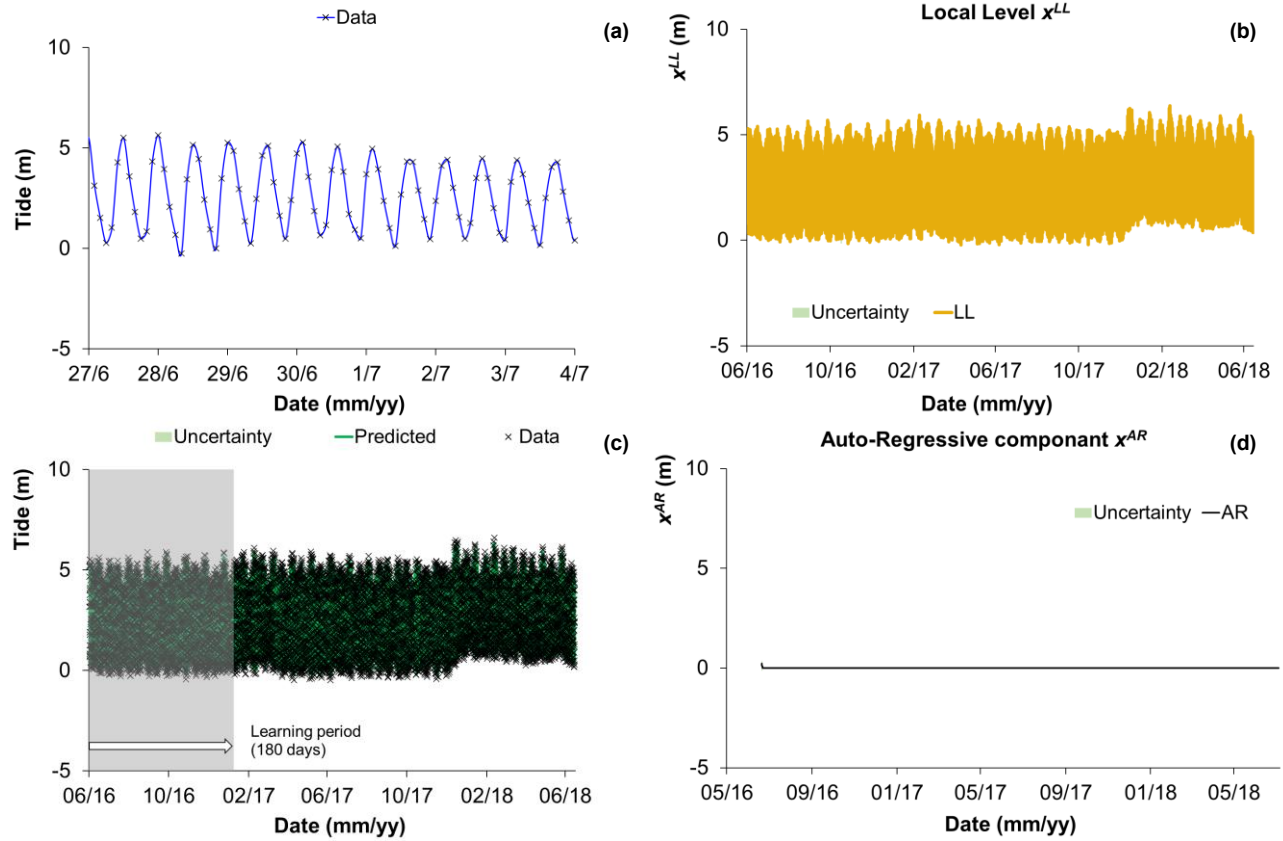 Data
(a)
10
5
0
-5
Tide (m)
27/6
28/6
29/6
30/6
1/7
2/7
3/7
4/7
Date (mm/yy)
Local Level x^LL
(b)
10
5
0
-5
x^LL (m)
Uncertainty
LL
06/16
10/16
02/17
06/17
10/17
02/18
06/18
Date (mm/yy)
Uncertainty
Predicted
Data
(c)
10
5
0
-5
Tide (m)
Learning period
(180 days)
06/16
10/16
02/17
06/17
10/17
02/18
06/18
Date (mm/yy)
Auto-Regressive componant x^AR
(d)
10
5
0
-5
x^AR (m)
Uncertainty
AR
05/16
09/16
01/17
05/17
09/17
01/18
05/18
Date (mm/yy)